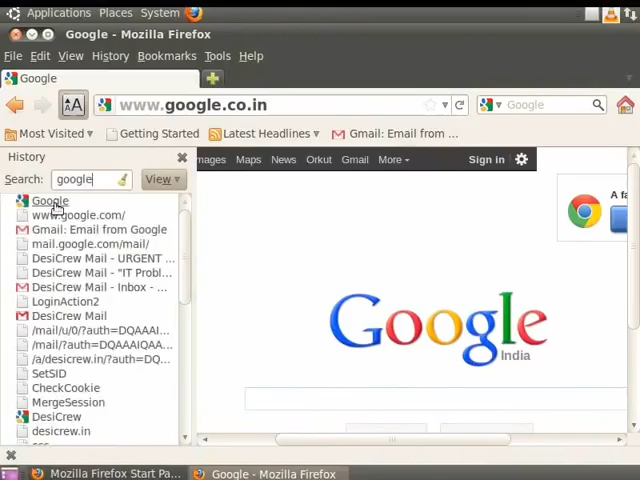 Applications Places System
Google - Mozilla Firefox
File Edit View History Bookmarks Tools Help
Google
www.google.co.in
Google
Most Visited Getting Started Latest Headlines Gmail: Email from ...
History
Search: google View
mages Maps News Orkut Gmail More Sign in
Google
www.google.com/
Gmail: Email from Google
mail.google.com/mail/
DesiCrew Mail - URGENT ...
DesiCrew Mail - "IT Probl...
DesiCrew Mail - Inbox - ...
LoginAction2
DesiCrew Mail
/mail/u/0/?auth=DQAAAI...
/mail/?auth=DQAAAIQAA...
/a/desicrew.in/?auth=DQ...
SetSID
CheckCookie
MergeSession
DesiCrew
desicrew.in
A fa
Google
India
Mozilla Firefox Start Pa... Google - Mozilla Firefox